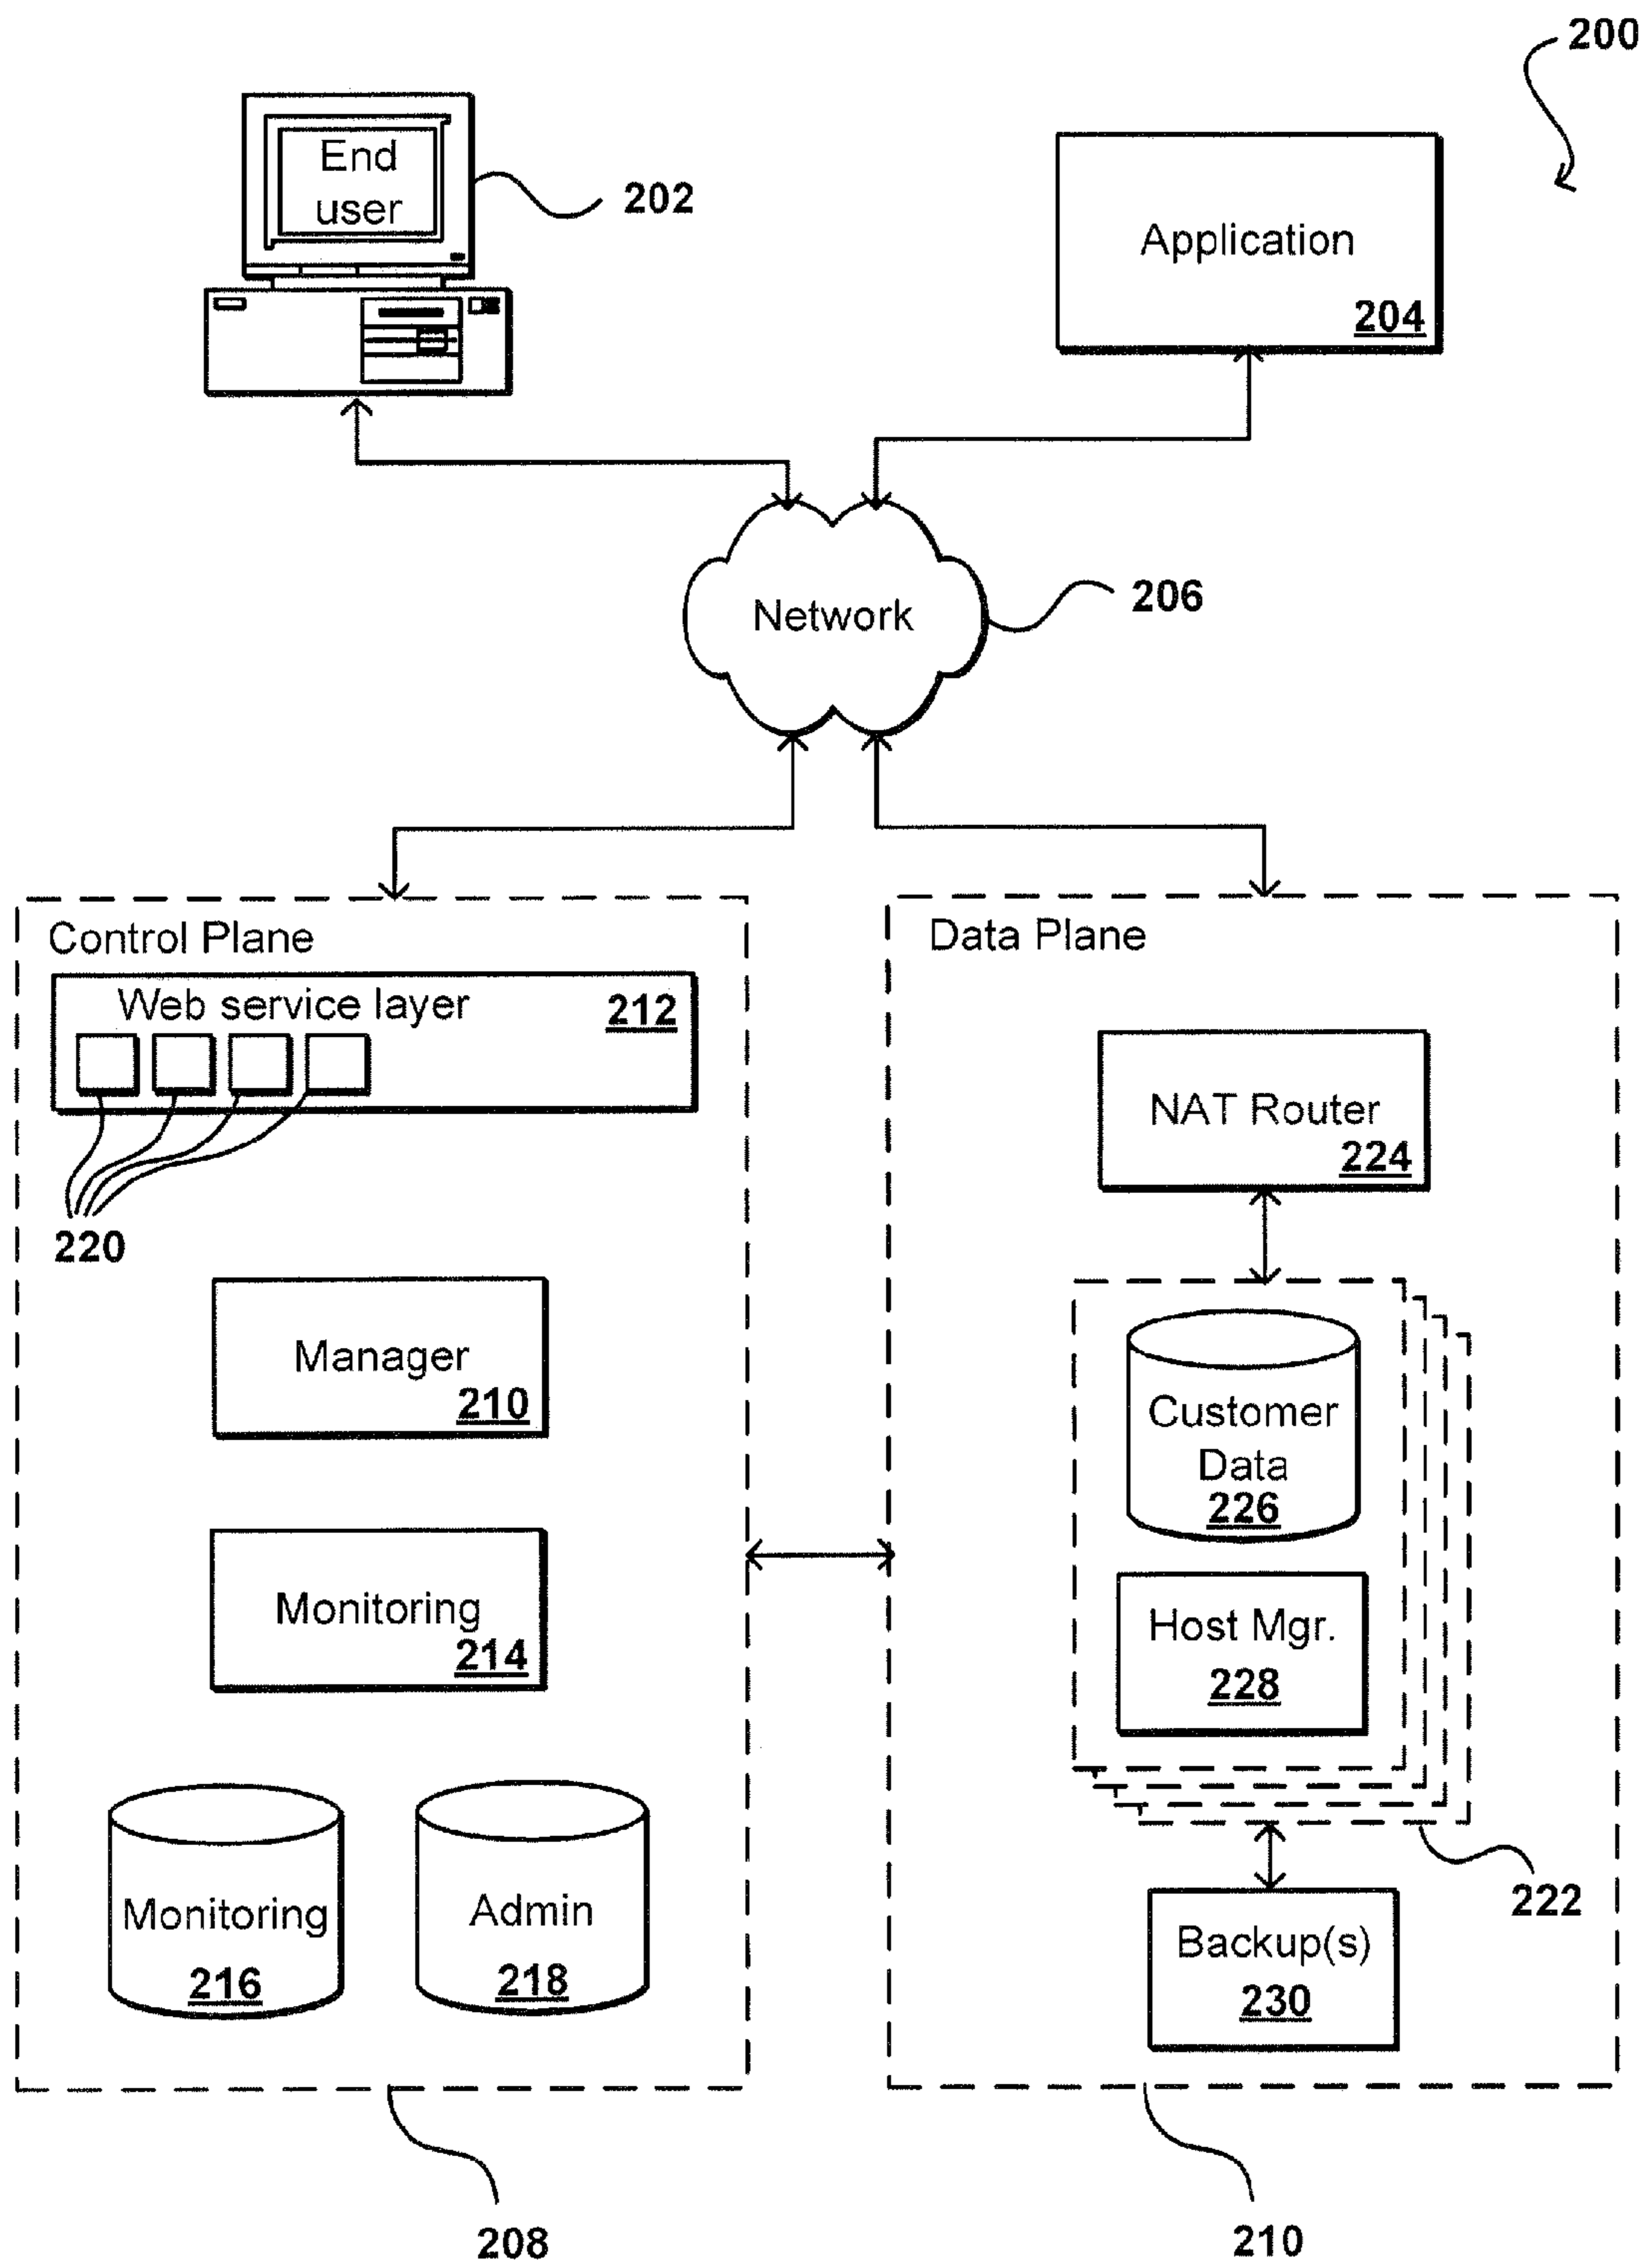 200
End
user
202
Application
204
Network
206
Control Plane
Web service layer
212
220
Manager
210
Monitoring
214
Monitoring
216
Admin
218
208
Data Plane
NAT Router
224
Customer
Data
226
Host Mgr.
228
222
Backup(s)
230
210